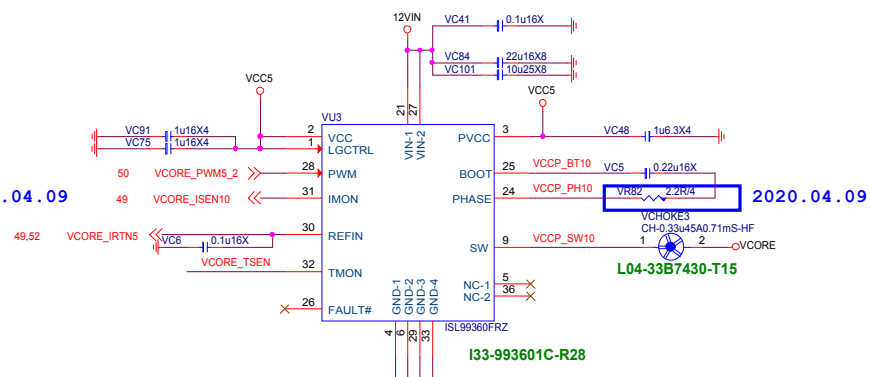 12VIN
VC41 0.1u16X
VC84 22u16X8
VC101 10u25X8
VCC5
VCC5
21
27
VU3
VC91 1u16X4
VC75 1u16X4
2 VCC
1 LGCTRL
VIN-1
VIN-2
PVCC 3
VC48 1u6.3X4
50 VCORE_PWM5_2
28 PWM
BOOT 25
VCCP_BT10
VC5 0.22u16X
.04.09
49 VCORE_ISEN10
31 IMON
PHASE 24
VCCP_PH10
VR82 2.2R/4
2020.04.09
VCHOKE3
CH-0.33u45A0.71mS-HF
49,52 VCORE_IRTN5
30 REFIN
VC6 0.1u16X
SW 9
VCCP_SW10
1 2 VCORE
L04-33B7430-T15
VCORE_TSEN
32 TMON
NC-1 5
NC-2 36
26 FAULT#
GND-1
GND-2
GND-3
GND-4
4
6
29
33
ISL99360FRZ
I33-993601C-R28